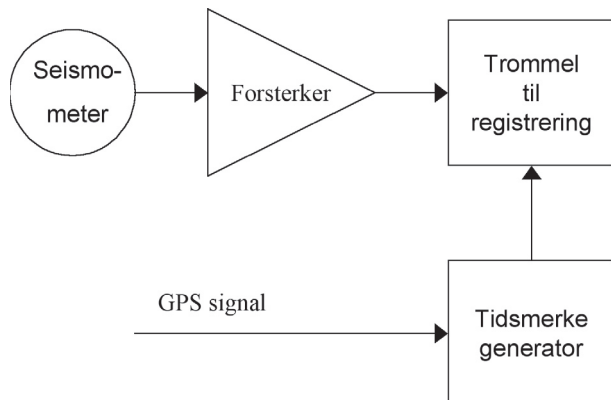 Seismo-
meter
Forsterker
Trommel
til
registrering
GPS signal
Tidsmerke
generator